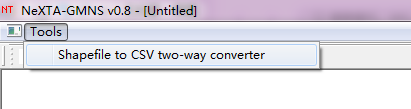 NeXTA-GMNS v0.8 - [Untitled]
Tools
Shapefile to CSV two-way converter